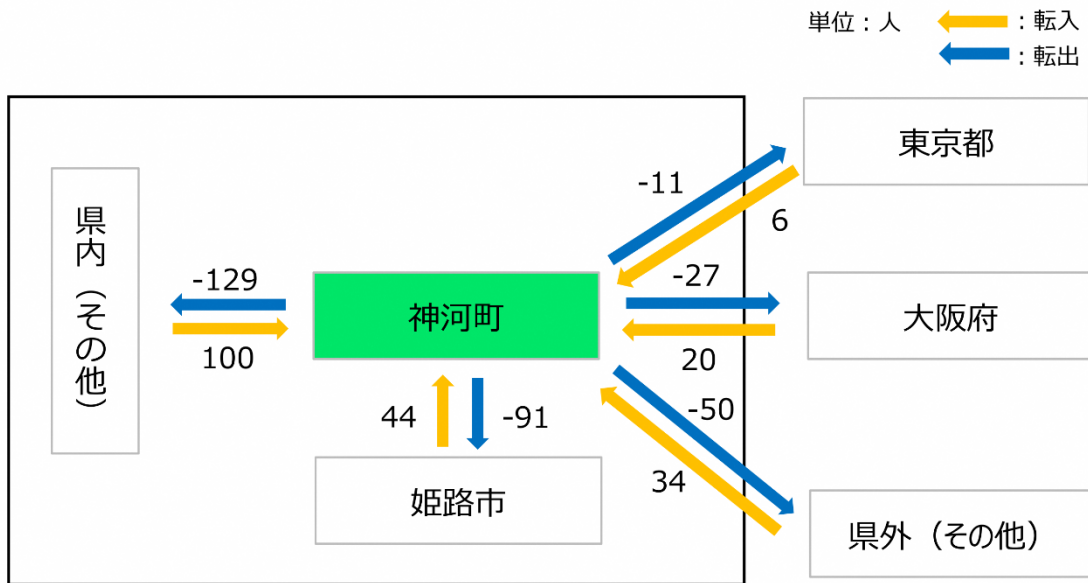 単位：人
：転入
：転出
東京都
-11
6
県内（その他）
-129
100
神河町
-27
20
大阪府
44
-91
-50
34
姫路市
県外（その他）